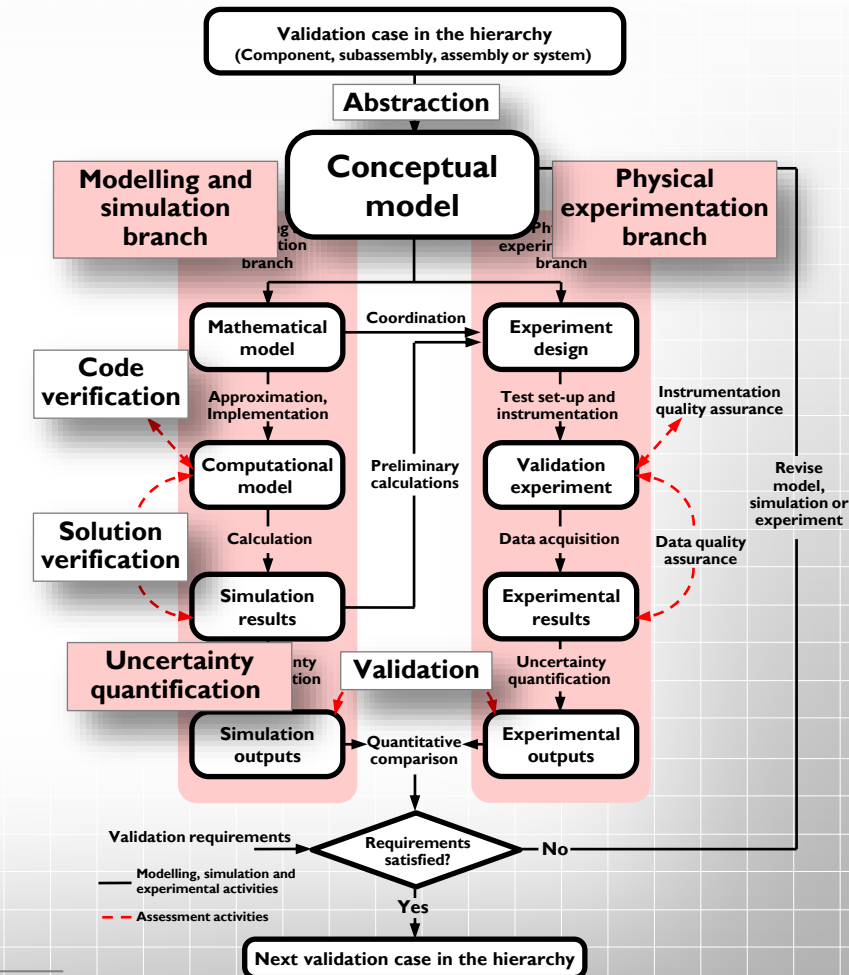 Validation case in the hierarchy
(Component, subassembly, assembly or system)
Abstraction
Conceptual
model
Modelling and
simulation
branch
branch
Physical
experimentation
branch
branch
Mathematical
model
Coordination
Experiment
design
Code
verification
Approximation,
Implementation
Test set-up and
instrumentation
Instrumentation
quality assurance
Computational
model
Preliminary
calculations
Validation
experiment
Revise
model,
simulation or
experiment
Solution
verification
Calculation
Data acquisition
Data quality
assurance
Simulation
results
Experimental
results
Uncertainty
quantification
Validation
Uncertainty
quantification
Simulation
outputs
Quantitative
comparison
Experimental
outputs
Validation requirements
Requirements
satisfied?
No
Modelling, simulation and
experimental activities
Assessment activities
Yes
Next validation case in the hierarchy